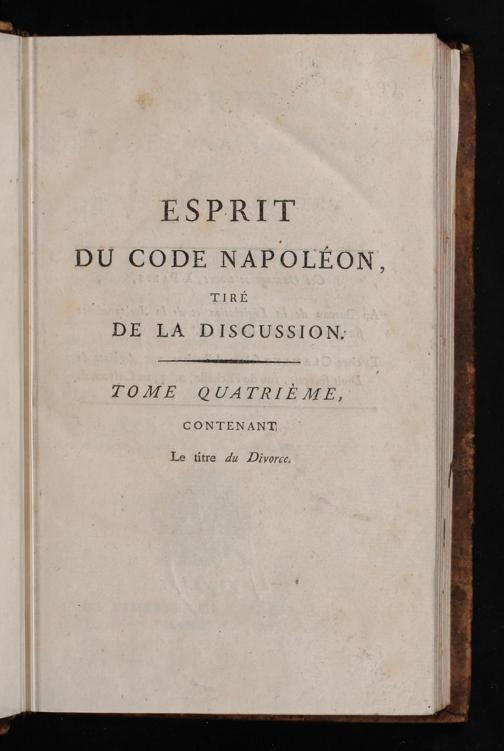 ESPRIT
DU CODE NAPOLÉON,
TIRÉ
DE LA DISCUSSION.
TOME QUATRIÈME,
CONTENANT
Le titre du Divorce.